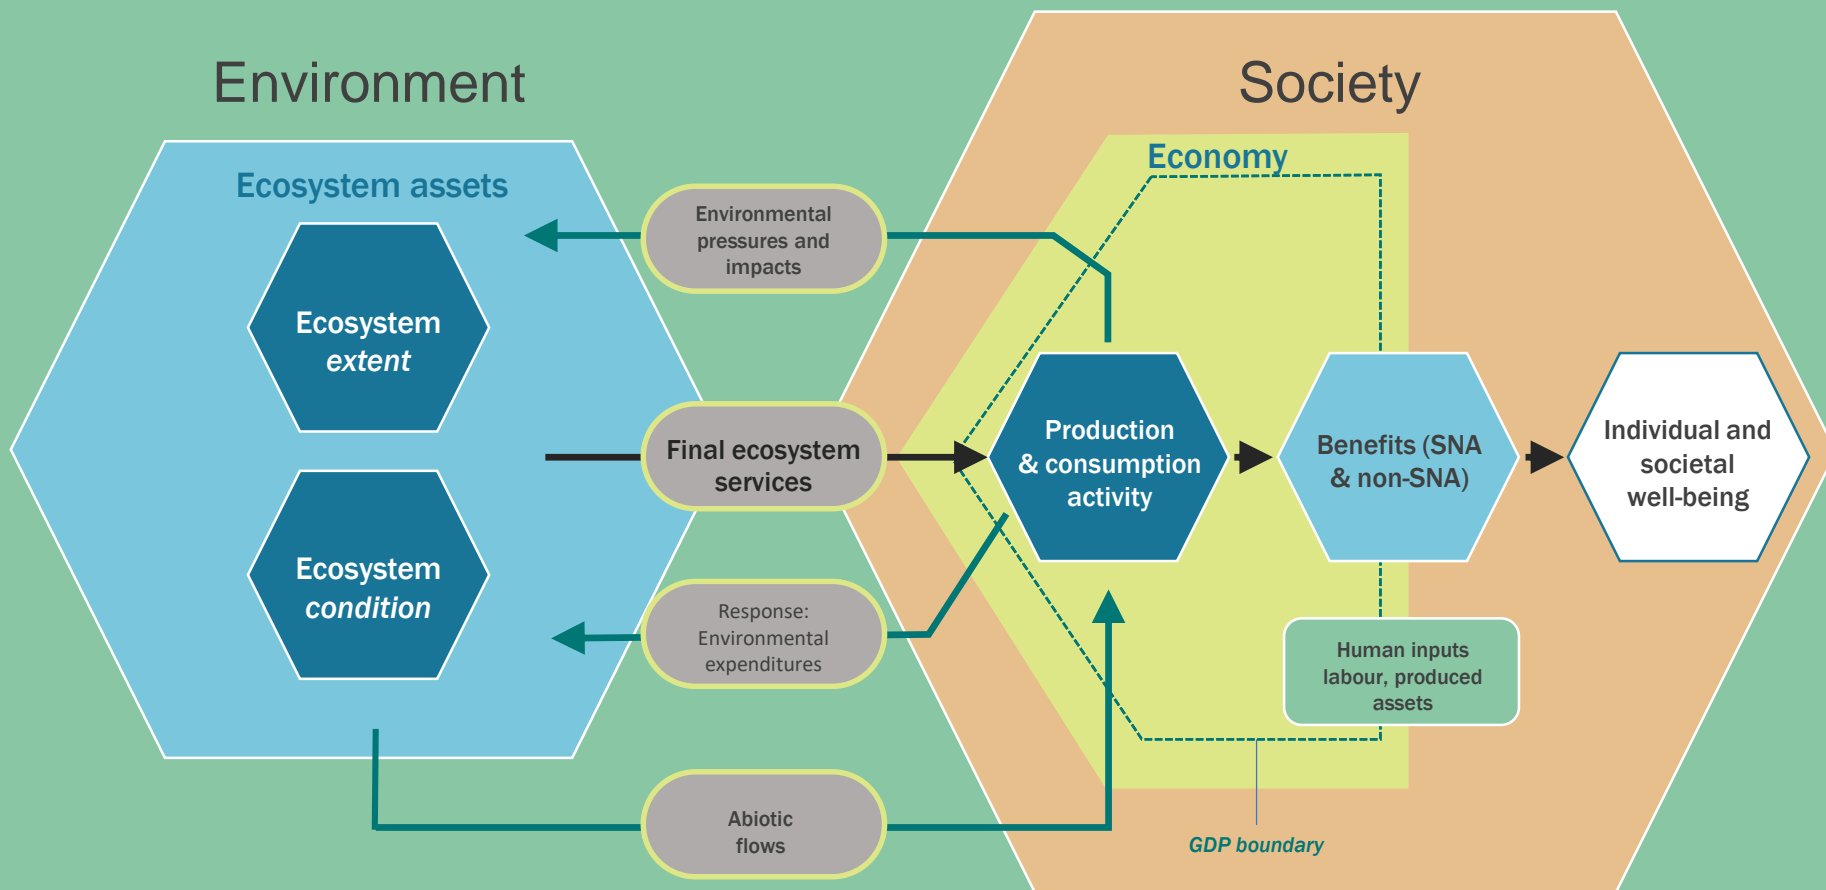 Environment
Society
Economy
Ecosystem assets
Environmental
pressures and
impacts
Ecosystem
extent
Final ecosystem
services
Production
& consumption
activity
Benefits (SNA
& non-SNA)
Individual and
societal
well-being
Ecosystem
condition
Response:
Environmental
expenditures
Human inputs
labour, produced
assets
Abiotic
flows
GDP boundary